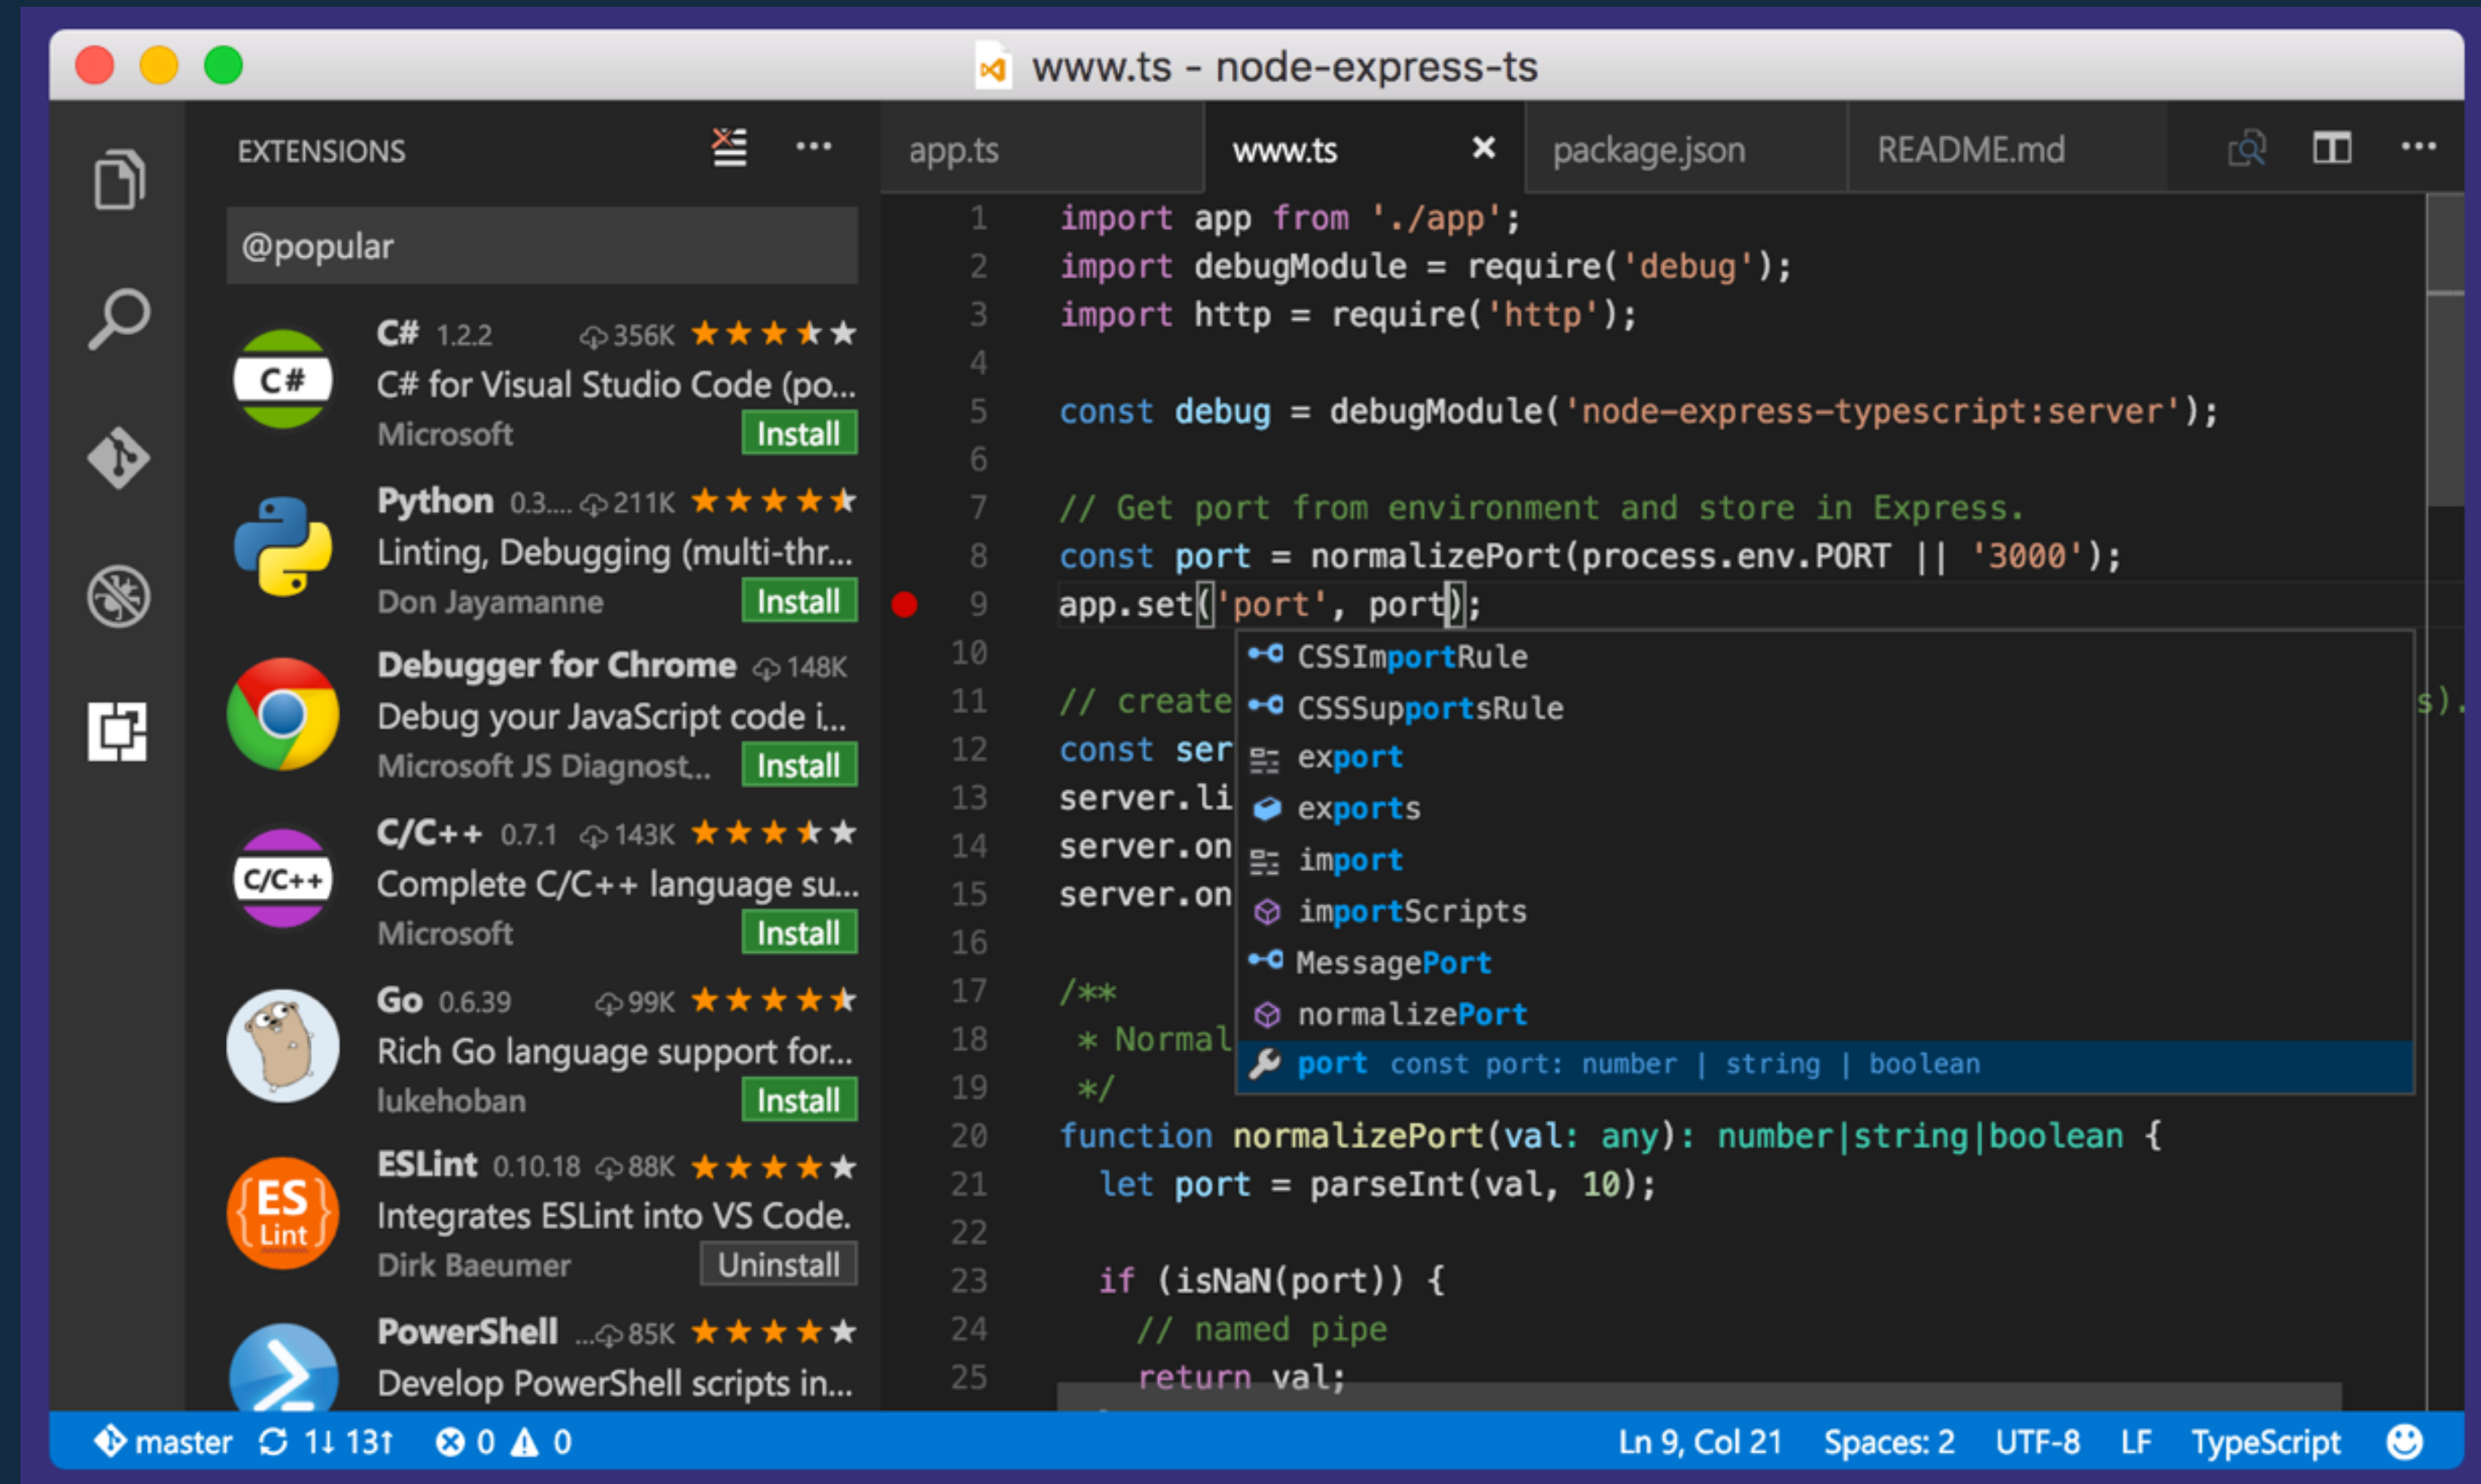 www.ts - node-express-ts
EXTENSIONS
@popular
C# 1.2.2 356K
C# for Visual Studio Code (po...
Microsoft Install
C#
Python 0.3.... 211K
Linting, Debugging (multi-thr...
Don Jayamanne Install
Debugger for Chrome 148K
Debug your JavaScript code i...
Microsoft JS Diagnost... Install
C/C++ 0.7.1 143K
Complete C/C++ language su...
Microsoft Install
C/C++
Go 0.6.39 99K
Rich Go language support for...
lukehoban Install
ESLint 0.10.18 88K
Integrates ESLint into VS Code.
Dirk Baeumer Uninstall
{ES}
Lint
PowerShell ... 85K
Develop PowerShell scripts in...
app.ts www.ts package.json README.md
1 import app from './app';
2 import debugModule = require('debug');
3 import http = require('http');
4
5 const debug = debugModule('node-express-typescript:server');
6
7 // Get port from environment and store in Express.
8 const port = normalizePort(process.env.PORT || '3000');
9 app.set('port', port);
10
11 // create s).
12 const ser
13 server.li
14 server.on
15 server.on
16
17 /**
18 * Normal
19 */
CSSImportRule
CSSSupportsRule
export
exports
import
importScripts
MessagePort
normalizePort
port const port: number | string | boolean
20 function normalizePort(val: any): number|string|boolean {
21 let port = parseInt(val, 10);
22
23 if (isNaN(port)) {
24 // named pipe
25 return val;
master 1↓ 13↑ 0 0 Ln 9, Col 21 Spaces: 2 UTF-8 LF TypeScript